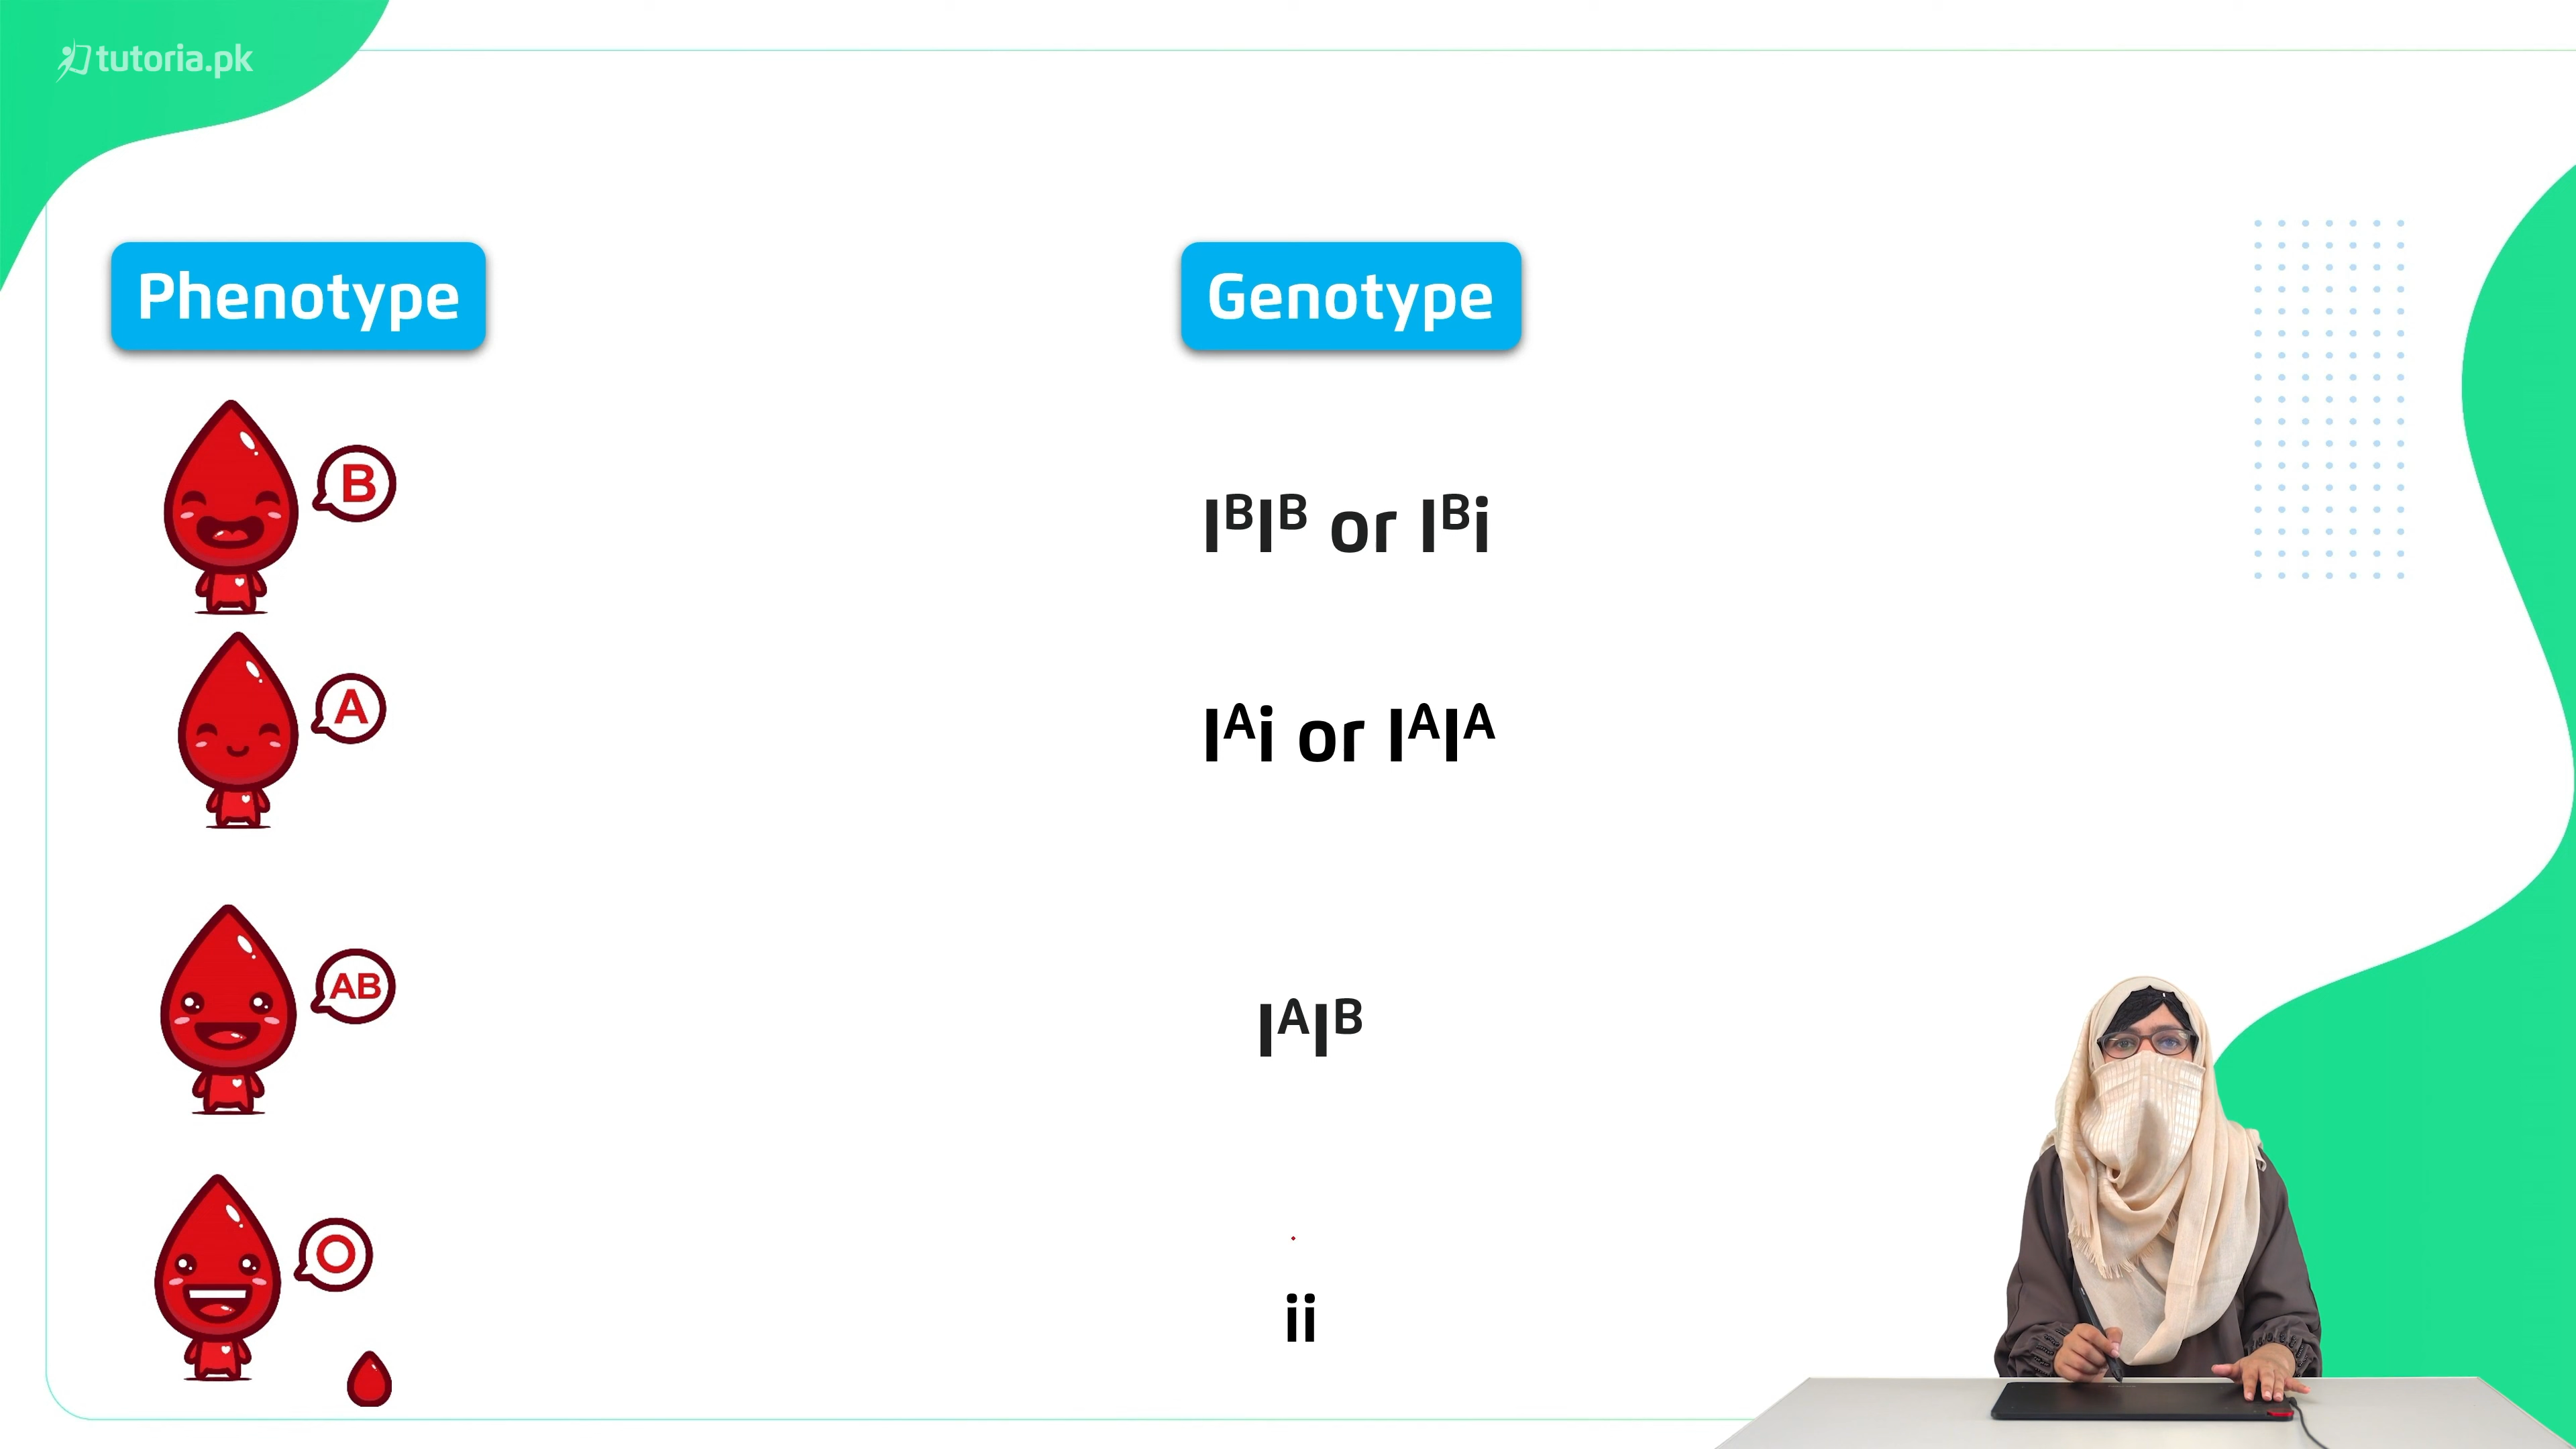 tutoria.pk
Phenotype
Genotype
B
IᴮIᴮ or Iᴮi
A
Iᴬi or IᴬIᴬ
AB
IᴬIᴮ
O
ii